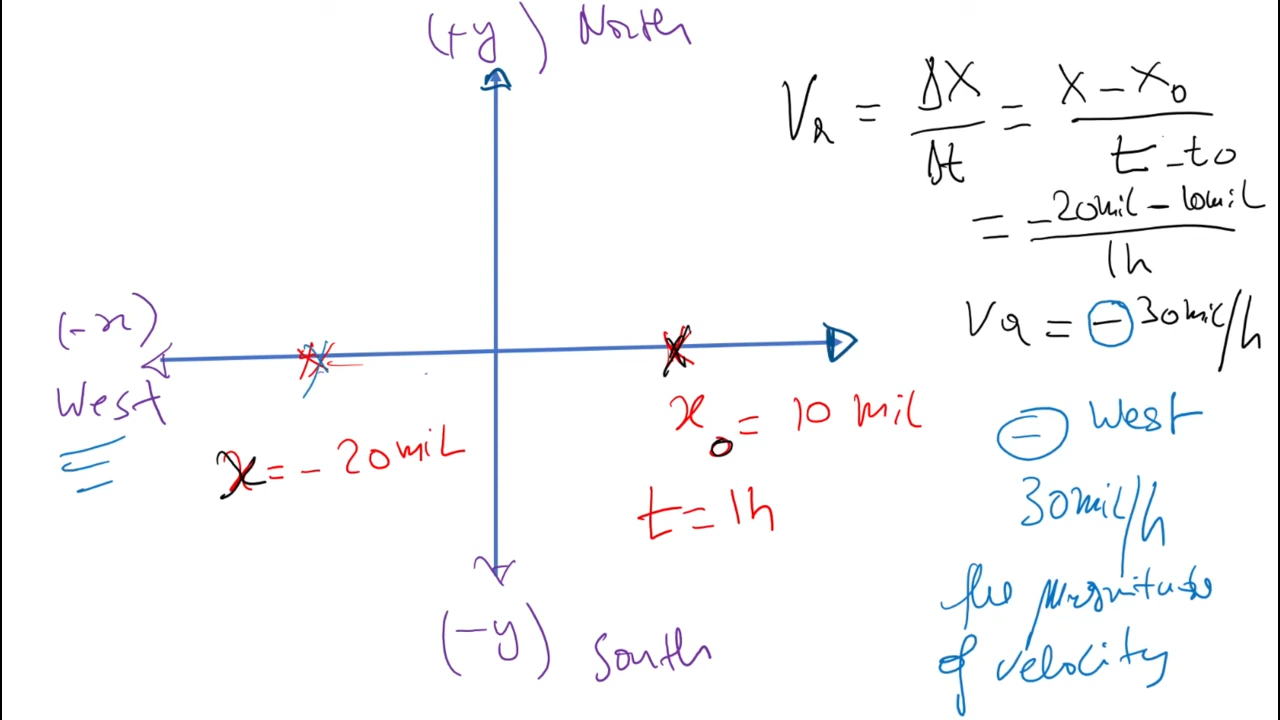 (+y) North
Va = ΔX/Δt = X - X₀ / t - t₀
= -20mil - 10mil / 1h
Va = - 30mil/h
(-x)
West
x = - 20mil
x₀ = 10 mil
t = 1h
- West
30mil/h
the magnitude
of velocity
(-y) South